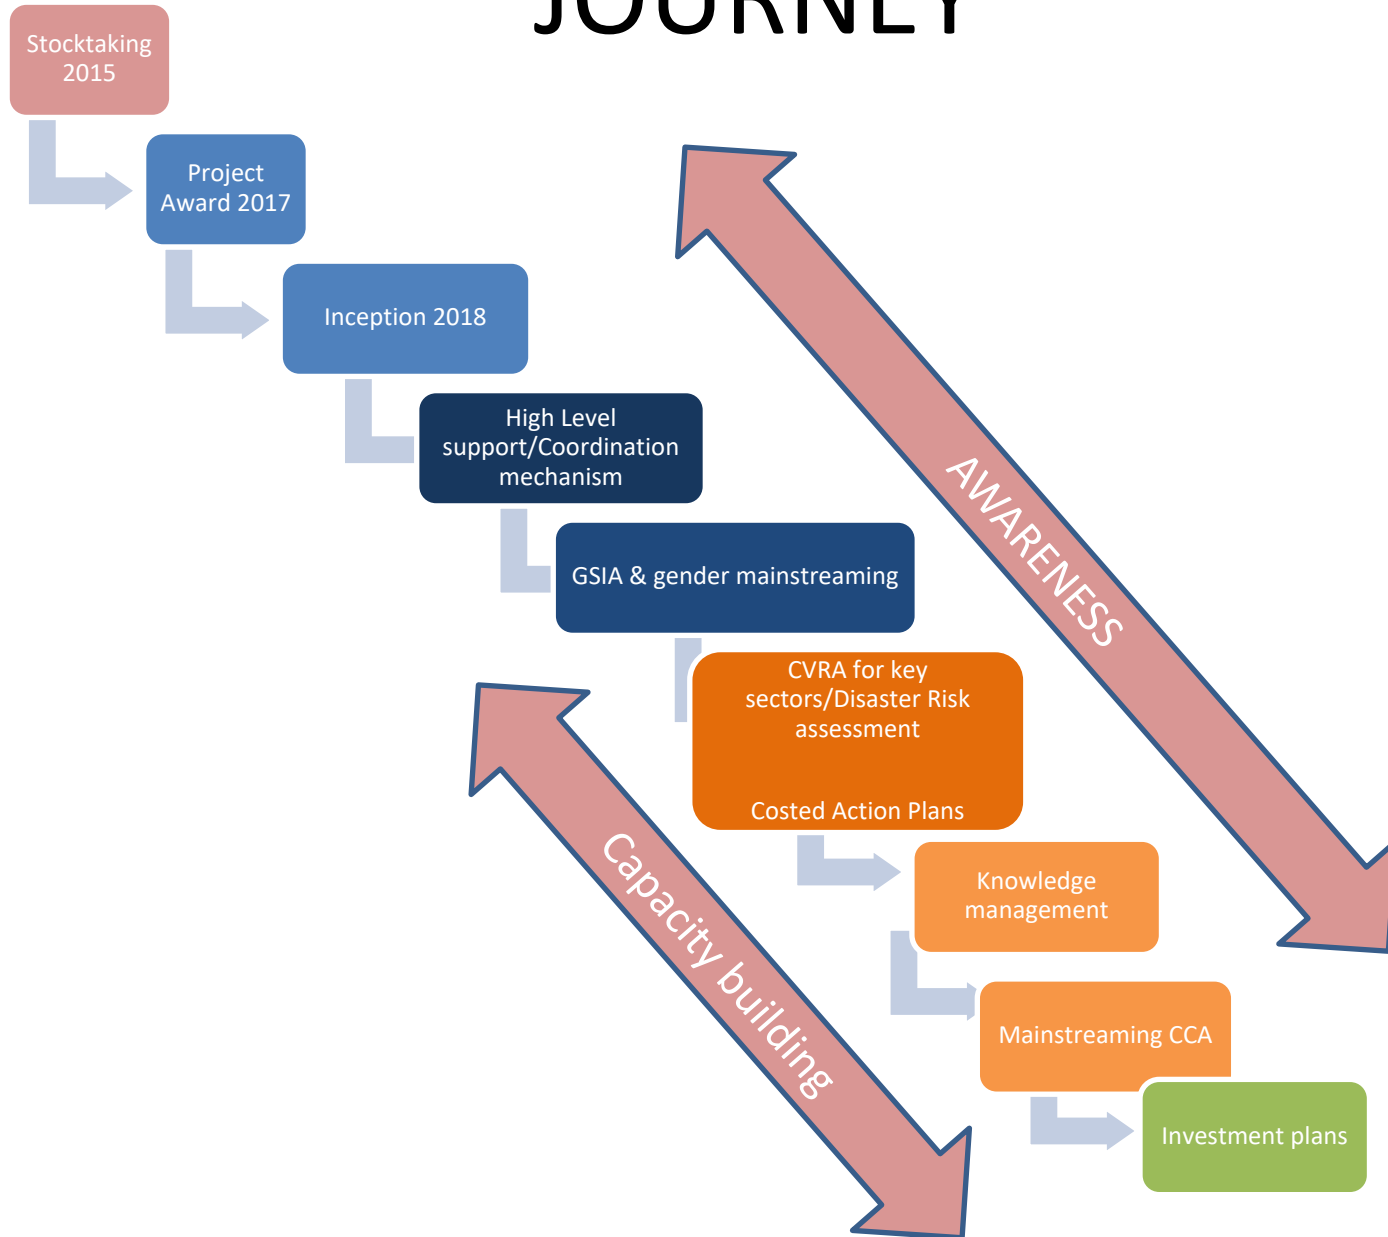 JOURNEY
Stocktaking
2015
Project
Award 2017
Inception 2018
High Level
support/Coordination
mechanism
GSIA & gender mainstreaming
AWARENESS
CVRA for key
sectors/Disaster Risk
assessment
Costed Action Plans
Capacity building
Knowledge
management
Mainstreaming CCA
Investment plans